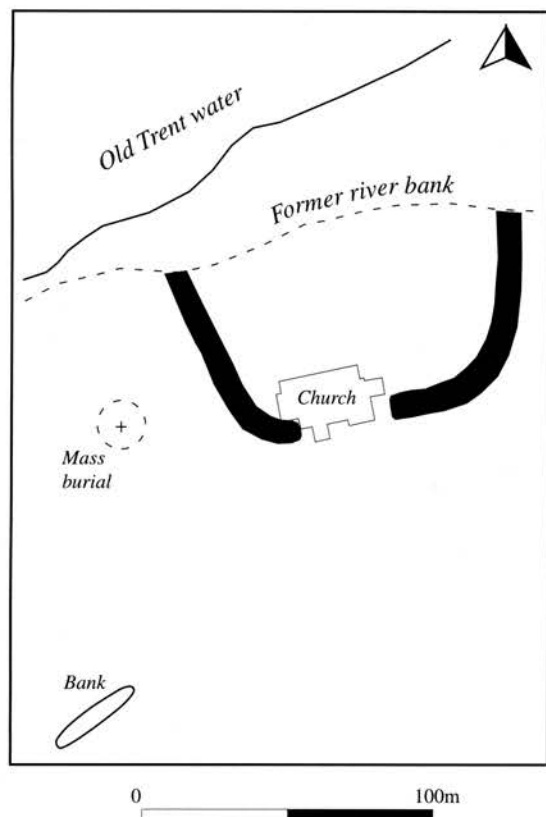 Old Trent water
Former river bank
Church
Mass
burial
Bank
0
100m